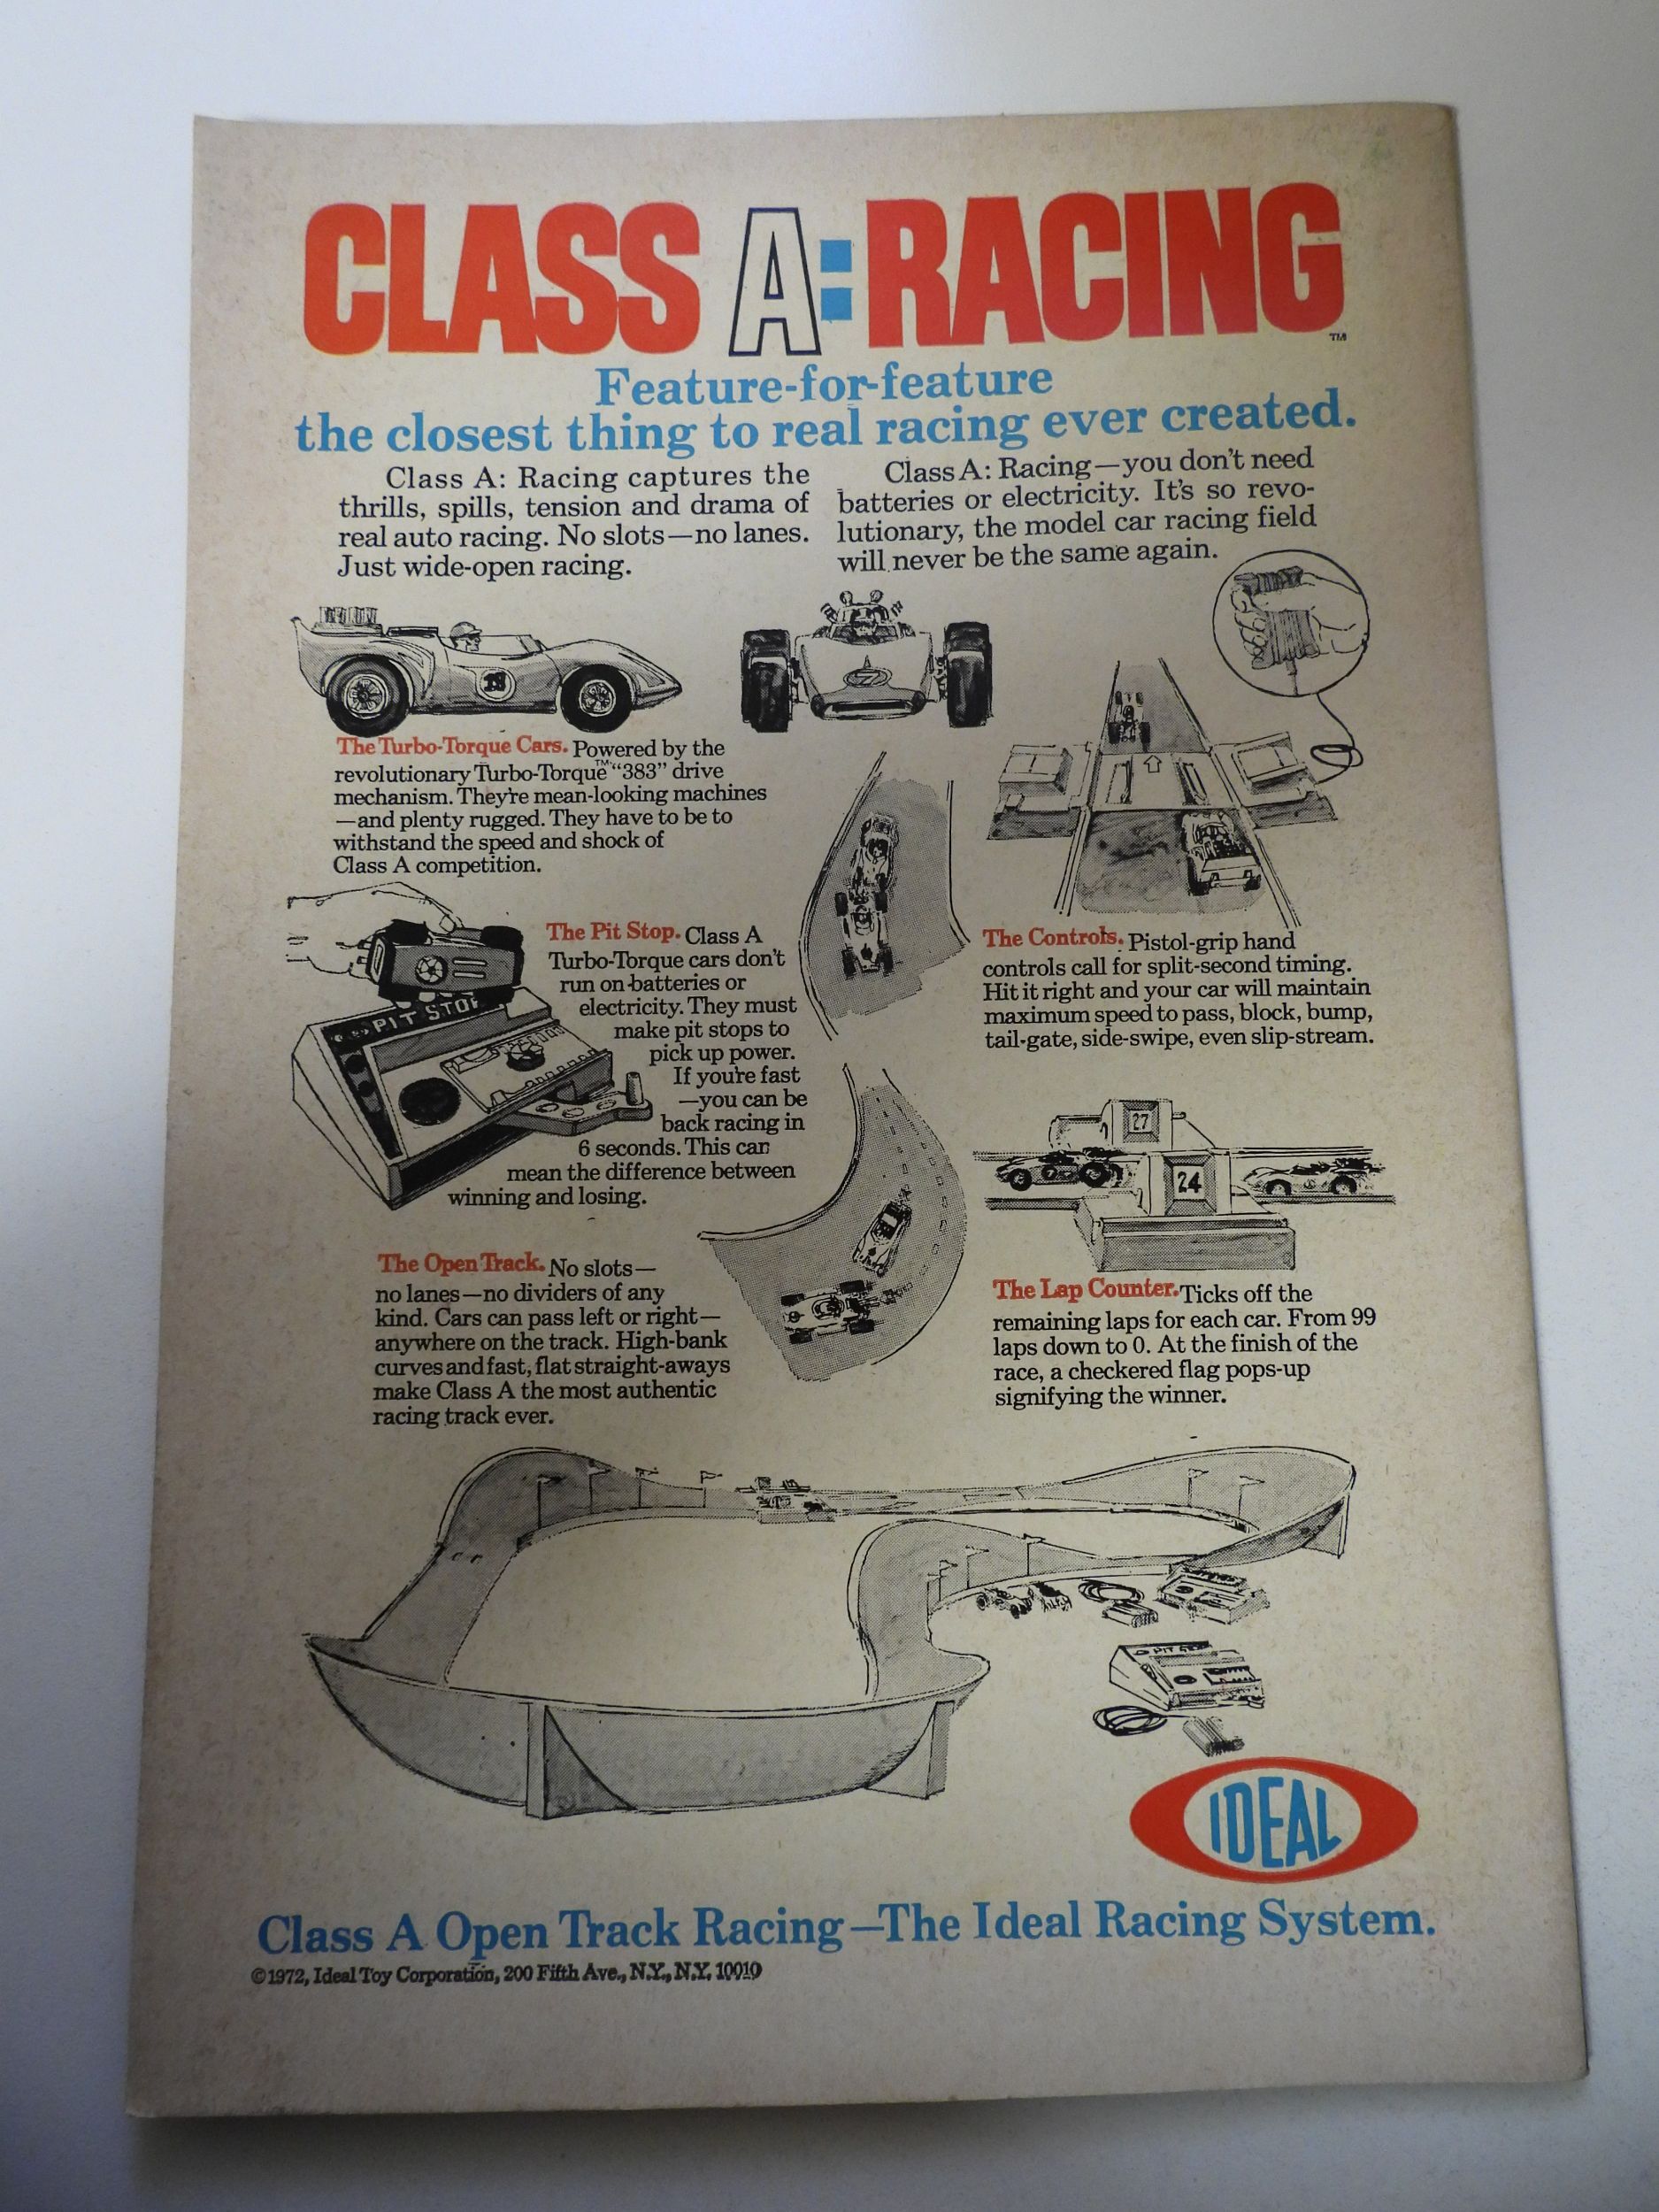 CLASS A: RACING
TM
Feature-for-feature
the closest thing to real racing ever created.
Class A: Racing captures the
thrills, spills, tension and drama of
real auto racing. No slots—no lanes.
Just wide-open racing.
Class A: Racing—you don't need
batteries or electricity. It's so revo-
lutionary, the model car racing field
will never be the same again.
7
The Turbo-Torque Cars. Powered by the
revolutionary Turbo-Torque™ "383" drive
mechanism. They're mean-looking machines
—and plenty rugged. They have to be to
withstand the speed and shock of
Class A competition.
PIT STOP
The Pit Stop. Class A
Turbo-Torque cars don't
run on batteries or
electricity. They must
make pit stops to
pick up power.
If you're fast
—you can be
back racing in
6 seconds. This can
mean the difference between
winning and losing.
The Controls. Pistol-grip hand
controls call for split-second timing.
Hit it right and your car will maintain
maximum speed to pass, block, bump,
tail-gate, side-swipe, even slip-stream.
27
24
The Open Track. No slots—
no lanes—no dividers of any
kind. Cars can pass left or right—
anywhere on the track. High-bank
curves and fast, flat straight-aways
make Class A the most authentic
racing track ever.
The Lap Counter. Ticks off the
remaining laps for each car. From 99
laps down to 0. At the finish of the
race, a checkered flag pops-up
signifying the winner.
IDEAL
Class A Open Track Racing—The Ideal Racing System.
©1972, Ideal Toy Corporation, 200 Fifth Ave., N.Y., N.Y. 10010